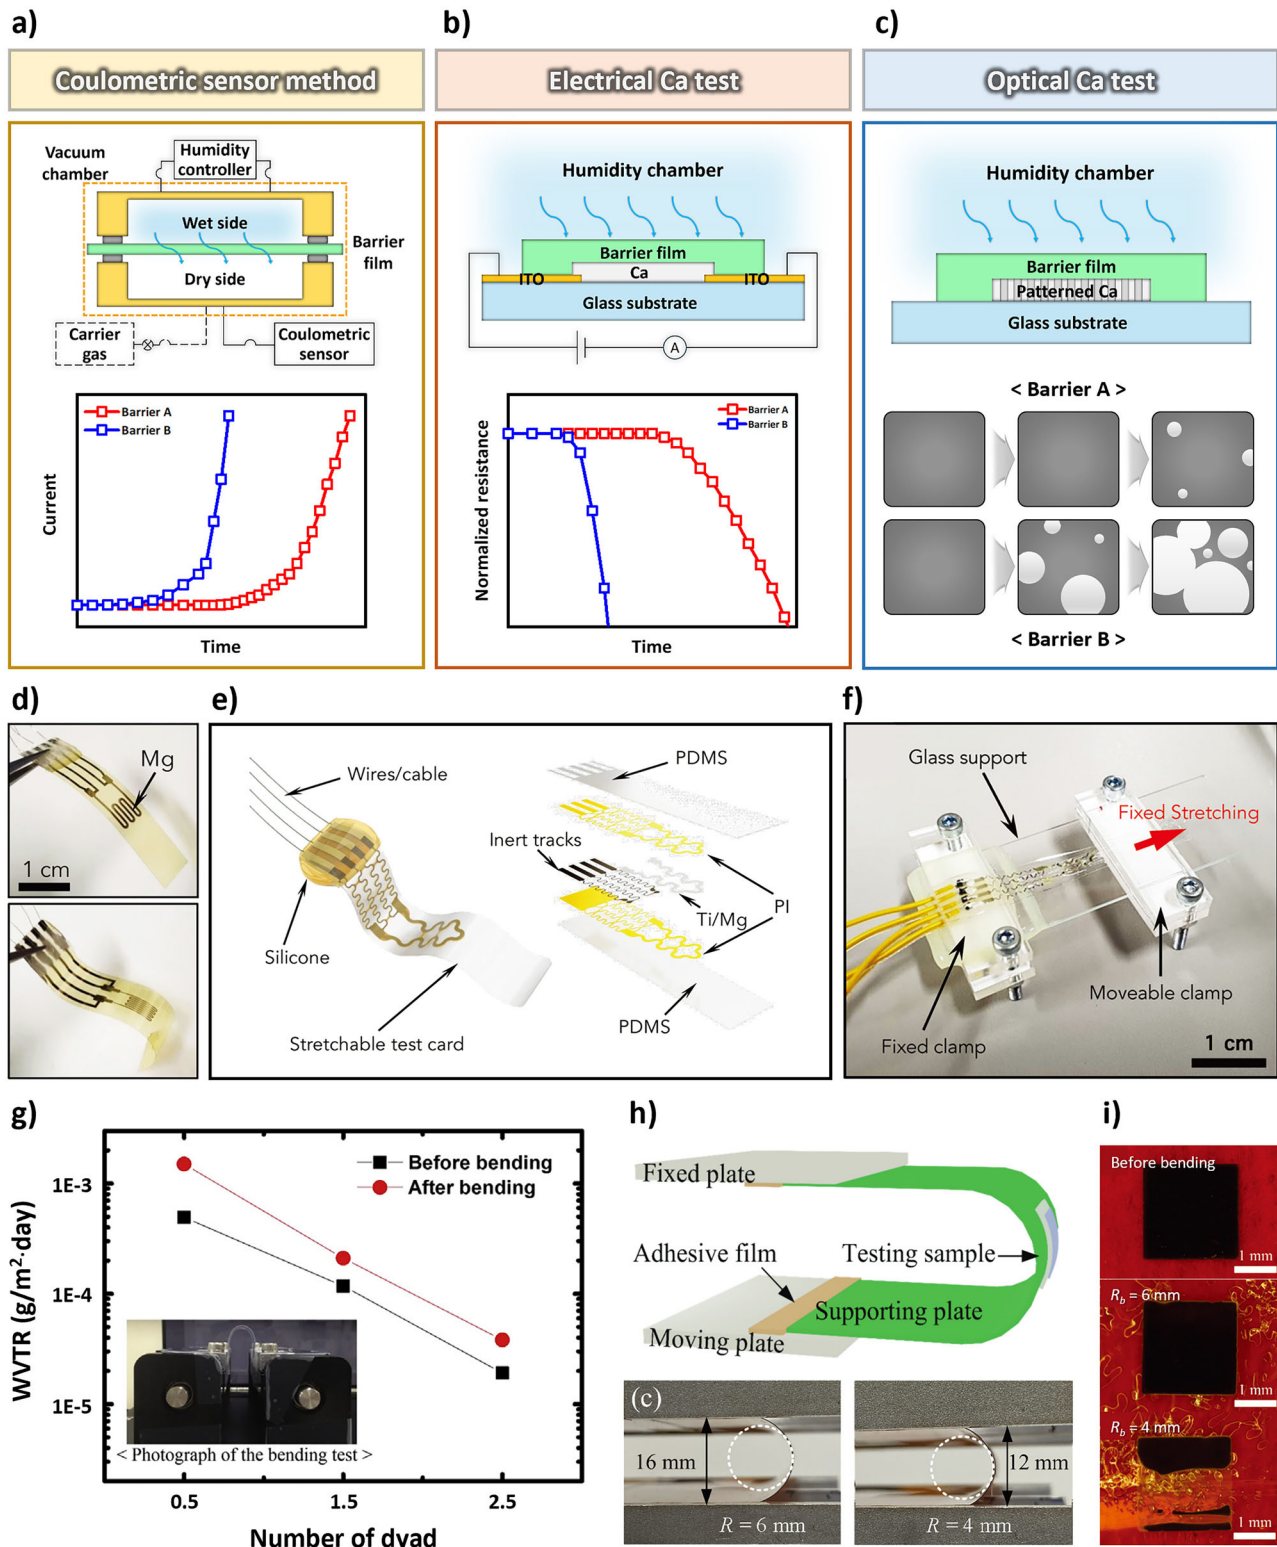 a)
Coulometric sensor method
Vacuum
chamber
Humidity
controller
Wet side
Dry side
Barrier
film
Carrier
gas
Coulometric
sensor
Barrier A
Barrier B
Current
Time
b)
Electrical Ca test
Humidity chamber
Barrier film
Ca
ITO
ITO
Glass substrate
A
Barrier A
Barrier B
Normalized resistance
Time
c)
Optical Ca test
Humidity chamber
Barrier film
Patterned Ca
Glass substrate
< Barrier A >
< Barrier B >
d)
Mg
1 cm
e)
Wires/cable
Silicone
Stretchable test card
PDMS
Inert tracks
Ti/Mg
PI
PDMS
f)
Glass support
Fixed Stretching
Moveable clamp
Fixed clamp
1 cm
g)
WVTR (g/m²·day)
1E-3
1E-4
1E-5
Before bending
After bending
< Photograph of the bending test >
0.5
1.5
2.5
Number of dyad
h)
Fixed plate
Adhesive film
Testing sample
Supporting plate
Moving plate
(c)
16 mm
R = 6 mm
12 mm
R = 4 mm
i)
Before bending
1 mm
Rb = 6 mm
1 mm
Rb = 4 mm
1 mm